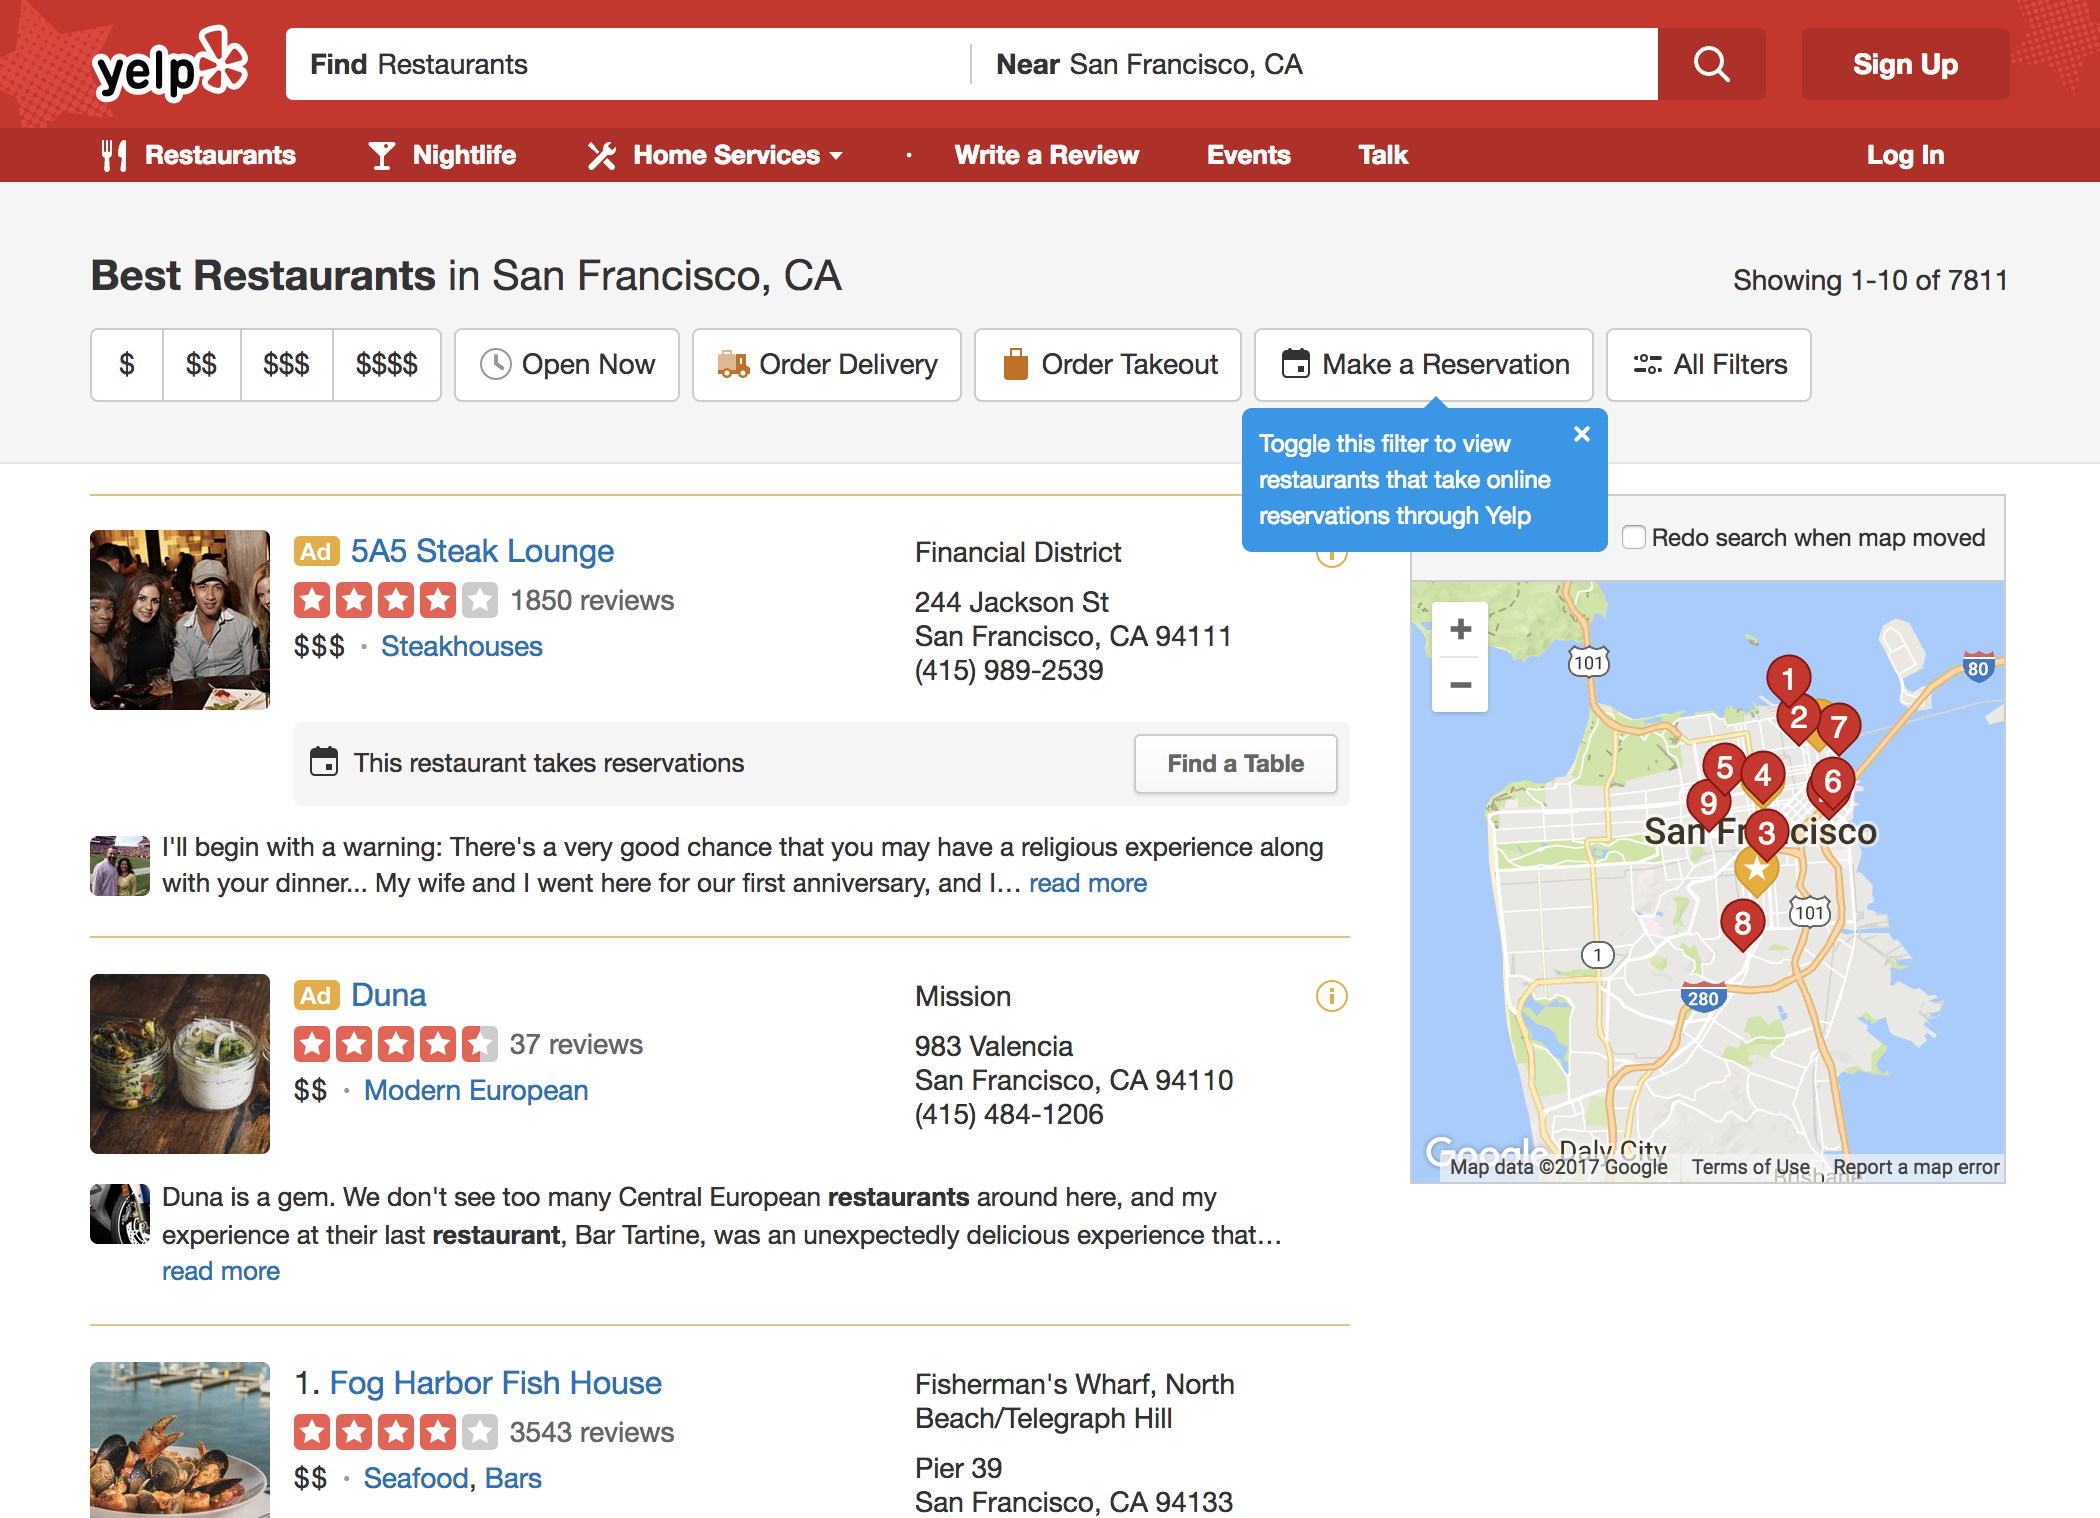 yelp
Find Restaurants
Near San Francisco, CA
Sign Up
Restaurants
Nightlife
Home Services
·
Write a Review
Events
Talk
Log In
Best Restaurants in San Francisco, CA
Showing 1-10 of 7811
$
$$
$$$
$$$$
Open Now
Order Delivery
Order Takeout
Make a Reservation
All Filters
Toggle this filter to view
restaurants that take online
reservations through Yelp
×
Ad 5A5 Steak Lounge
1850 reviews
$$$ · Steakhouses
Financial District
244 Jackson St
San Francisco, CA 94111
(415) 989-2539
This restaurant takes reservations
Find a Table
I'll begin with a warning: There's a very good chance that you may have a religious experience along
with your dinner... My wife and I went here for our first anniversary, and I… read more
Ad Duna
37 reviews
$$ · Modern European
Mission
983 Valencia
San Francisco, CA 94110
(415) 484-1206
i
Duna is a gem. We don't see too many Central European restaurants around here, and my
experience at their last restaurant, Bar Tartine, was an unexpectedly delicious experience that…
read more
1. Fog Harbor Fish House
3543 reviews
$$ · Seafood, Bars
Fisherman's Wharf, North
Beach/Telegraph Hill
Pier 39
San Francisco, CA 94133
Redo search when map moved
+
−
101
80
1
2
7
5
4
6
9
San Francisco
3
8
101
1
280
Google
Daly City
Brisbane
Map data ©2017 Google
Terms of Use
Report a map error